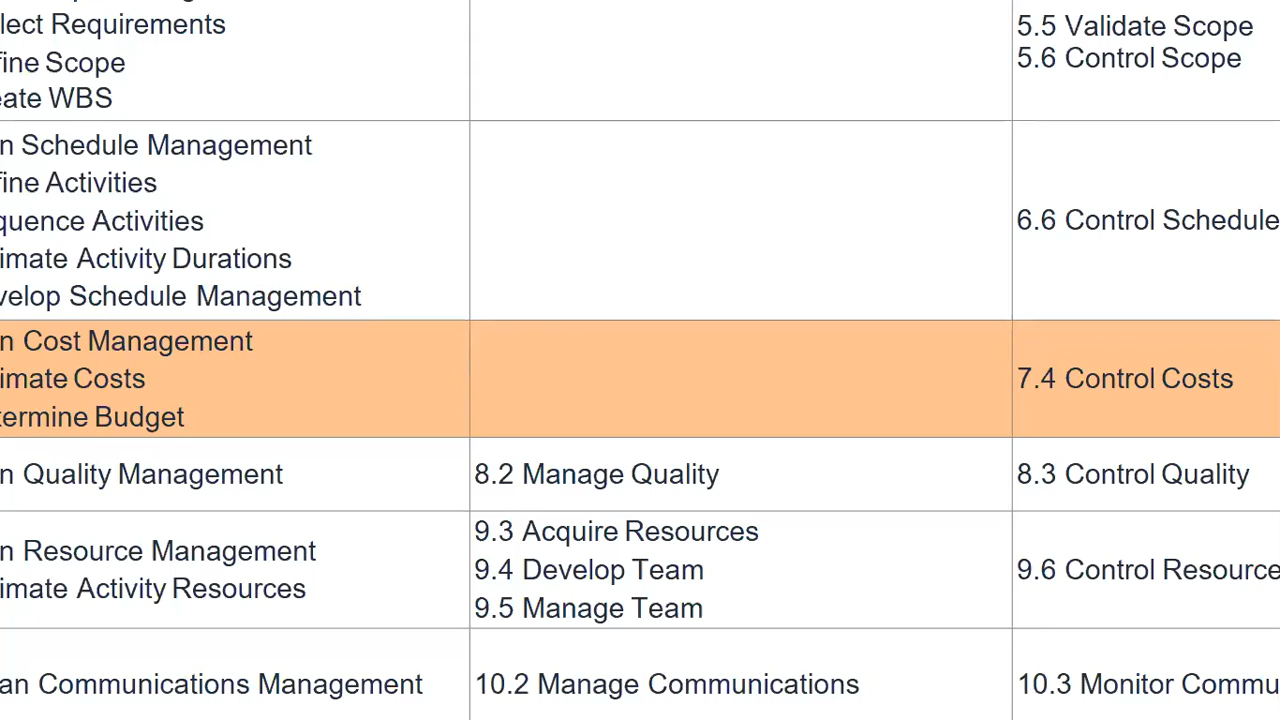 lect Requirements
fine Scope
eate WBS
5.5 Validate Scope
5.6 Control Scope
n Schedule Management
fine Activities
quence Activities
imate Activity Durations
velop Schedule Management
6.6 Control Schedule
n Cost Management
imate Costs
termine Budget
7.4 Control Costs
n Quality Management
8.2 Manage Quality
8.3 Control Quality
n Resource Management
imate Activity Resources
9.3 Acquire Resources
9.4 Develop Team
9.5 Manage Team
9.6 Control Resource
an Communications Management
10.2 Manage Communications
10.3 Monitor Commu